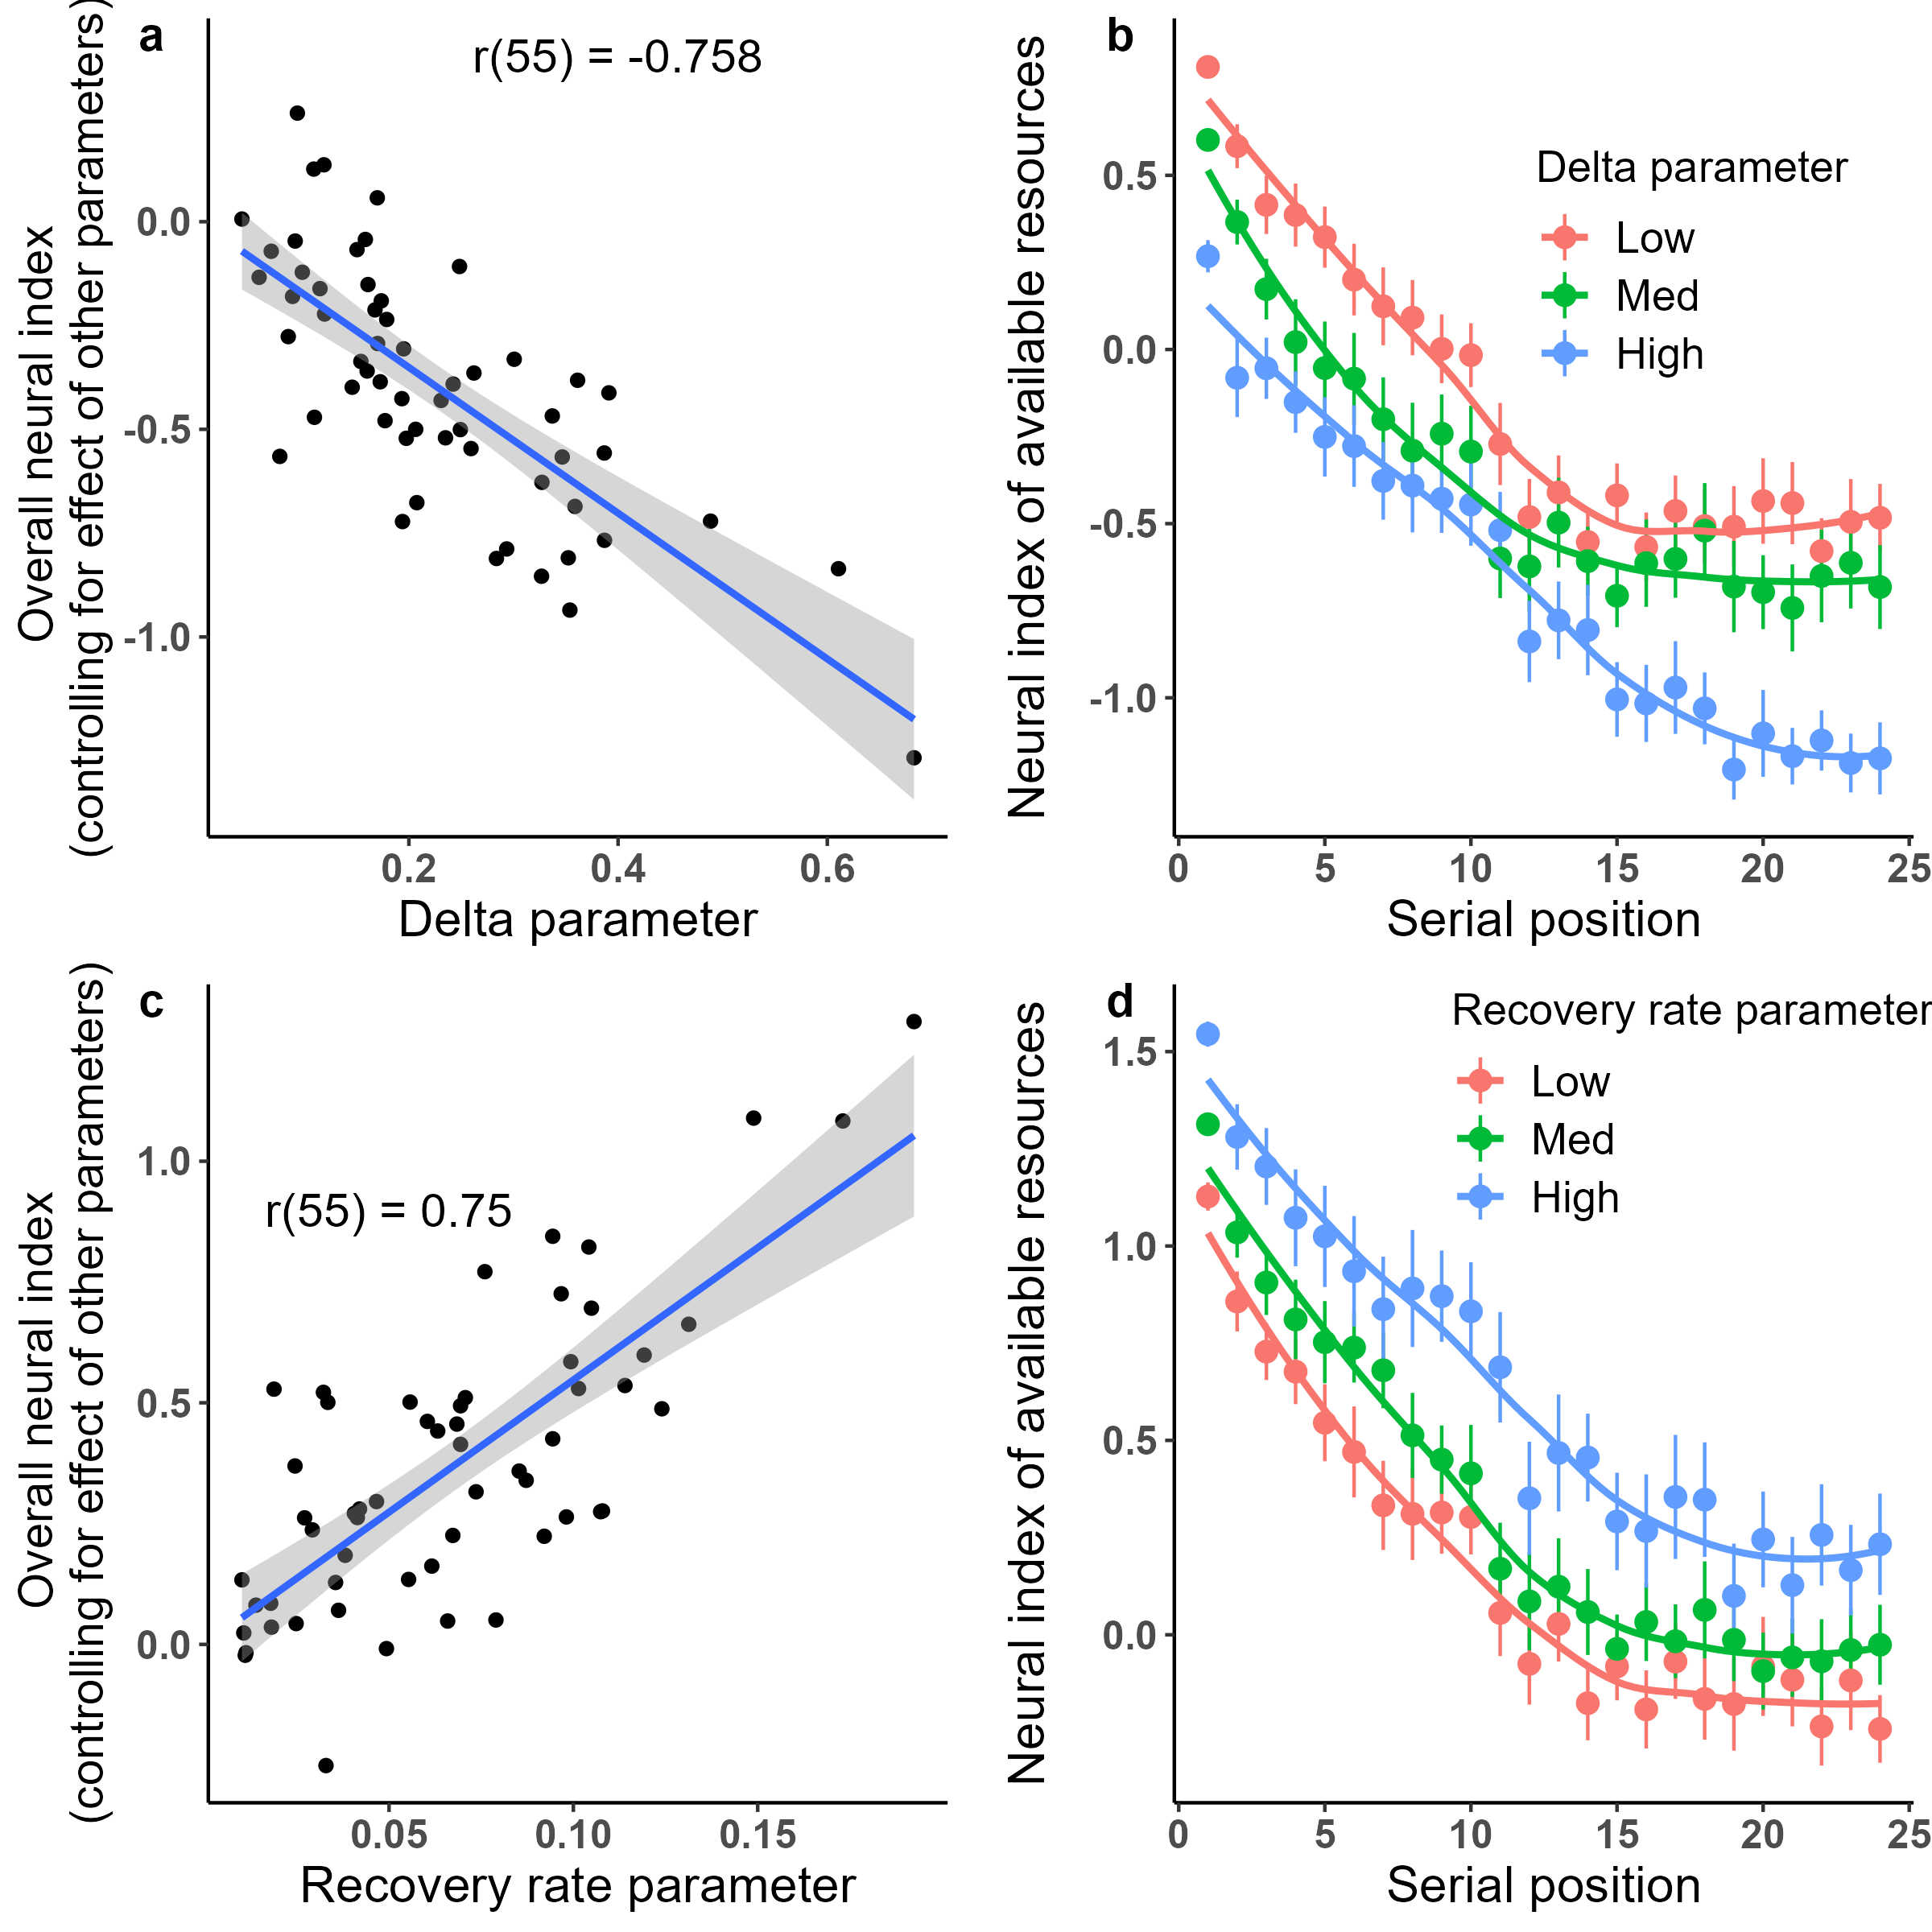 a
r(55) = -0.758
Overall neural index
(controlling for effect of other parameters)
0.0
-0.5
-1.0
0.2
0.4
0.6
Delta parameter
b
Neural index of available resources
0.5
0.0
-0.5
-1.0
Delta parameter
Low
Med
High
0
5
10
15
20
25
Serial position
c
r(55) = 0.75
Overall neural index
(controlling for effect of other parameters)
1.0
0.5
0.0
0.05
0.10
0.15
Recovery rate parameter
d
Neural index of available resources
1.5
1.0
0.5
0.0
Recovery rate parameter
Low
Med
High
0
5
10
15
20
25
Serial position